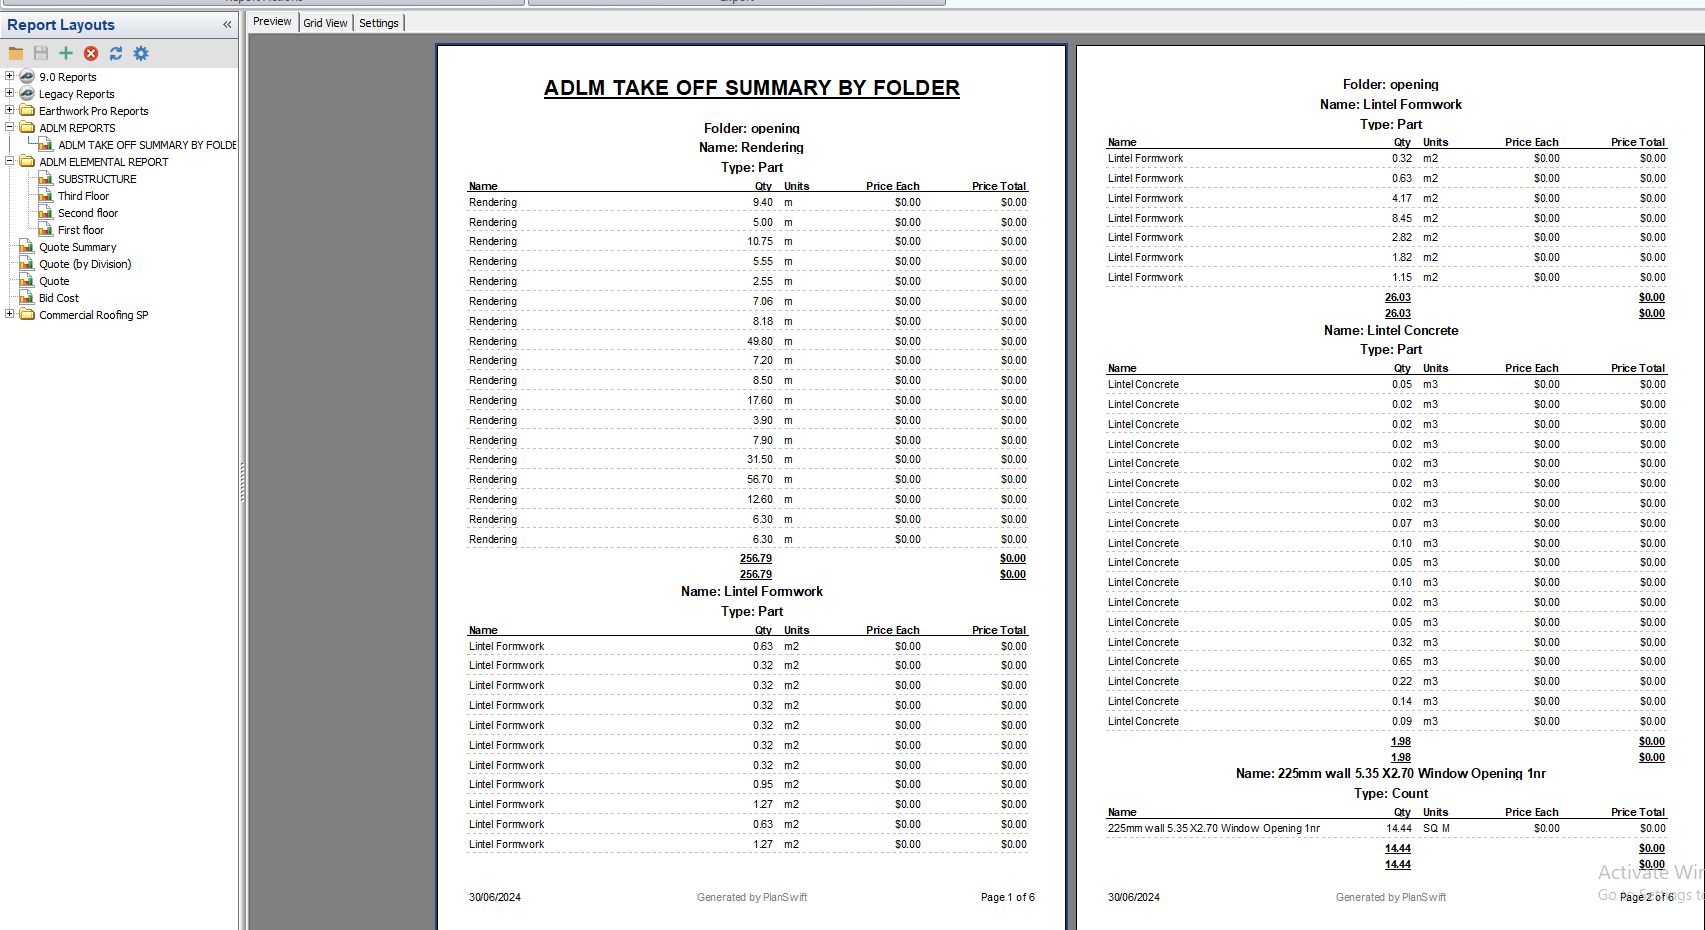 Report Layouts «
Preview Grid View Settings
9.0 Reports
Legacy Reports
Earthwork Pro Reports
ADLM REPORTS
ADLM TAKE OFF SUMMARY BY FOLDE
ADLM ELEMENTAL REPORT
SUBSTRUCTURE
Third Floor
Second floor
First floor
Quote Summary
Quote (by Division)
Quote
Bid Cost
Commercial Roofing SP
ADLM TAKE OFF SUMMARY BY FOLDER
Folder: opening
Name: Rendering
Type: Part
Name Qty Units Price Each Price Total
Rendering 9.40 m $0.00 $0.00
Rendering 5.00 m $0.00 $0.00
Rendering 10.75 m $0.00 $0.00
Rendering 5.55 m $0.00 $0.00
Rendering 2.55 m $0.00 $0.00
Rendering 7.06 m $0.00 $0.00
Rendering 8.18 m $0.00 $0.00
Rendering 49.80 m $0.00 $0.00
Rendering 7.20 m $0.00 $0.00
Rendering 8.50 m $0.00 $0.00
Rendering 17.60 m $0.00 $0.00
Rendering 3.90 m $0.00 $0.00
Rendering 7.90 m $0.00 $0.00
Rendering 31.50 m $0.00 $0.00
Rendering 56.70 m $0.00 $0.00
Rendering 12.60 m $0.00 $0.00
Rendering 6.30 m $0.00 $0.00
Rendering 6.30 m $0.00 $0.00
256.79 $0.00
256.79 $0.00
Name: Lintel Formwork
Type: Part
Name Qty Units Price Each Price Total
Lintel Formwork 0.63 m2 $0.00 $0.00
Lintel Formwork 0.32 m2 $0.00 $0.00
Lintel Formwork 0.32 m2 $0.00 $0.00
Lintel Formwork 0.32 m2 $0.00 $0.00
Lintel Formwork 0.32 m2 $0.00 $0.00
Lintel Formwork 0.32 m2 $0.00 $0.00
Lintel Formwork 0.32 m2 $0.00 $0.00
Lintel Formwork 0.95 m2 $0.00 $0.00
Lintel Formwork 1.27 m2 $0.00 $0.00
Lintel Formwork 0.63 m2 $0.00 $0.00
Lintel Formwork 1.27 m2 $0.00 $0.00
30/06/2024 Generated by PlanSwift Page 1 of 6
Folder: opening
Name: Lintel Formwork
Type: Part
Name Qty Units Price Each Price Total
Lintel Formwork 0.32 m2 $0.00 $0.00
Lintel Formwork 0.63 m2 $0.00 $0.00
Lintel Formwork 4.17 m2 $0.00 $0.00
Lintel Formwork 8.45 m2 $0.00 $0.00
Lintel Formwork 2.82 m2 $0.00 $0.00
Lintel Formwork 1.82 m2 $0.00 $0.00
Lintel Formwork 1.15 m2 $0.00 $0.00
26.03 $0.00
26.03 $0.00
Name: Lintel Concrete
Type: Part
Name Qty Units Price Each Price Total
Lintel Concrete 0.05 m3 $0.00 $0.00
Lintel Concrete 0.02 m3 $0.00 $0.00
Lintel Concrete 0.02 m3 $0.00 $0.00
Lintel Concrete 0.02 m3 $0.00 $0.00
Lintel Concrete 0.02 m3 $0.00 $0.00
Lintel Concrete 0.02 m3 $0.00 $0.00
Lintel Concrete 0.02 m3 $0.00 $0.00
Lintel Concrete 0.07 m3 $0.00 $0.00
Lintel Concrete 0.10 m3 $0.00 $0.00
Lintel Concrete 0.05 m3 $0.00 $0.00
Lintel Concrete 0.10 m3 $0.00 $0.00
Lintel Concrete 0.02 m3 $0.00 $0.00
Lintel Concrete 0.05 m3 $0.00 $0.00
Lintel Concrete 0.32 m3 $0.00 $0.00
Lintel Concrete 0.65 m3 $0.00 $0.00
Lintel Concrete 0.22 m3 $0.00 $0.00
Lintel Concrete 0.14 m3 $0.00 $0.00
Lintel Concrete 0.09 m3 $0.00 $0.00
1.98 $0.00
1.98 $0.00
Name: 225mm wall 5.35 X2.70 Window Opening 1nr
Type: Count
Name Qty Units Price Each Price Total
225mm wall 5.35 X2.70 Window Opening 1nr 14.44 SQ M $0.00 $0.00
14.44 $0.00
14.44 $0.00
Activate Wi
Go to Settings t
30/06/2024 Generated by PlanSwift Page 2 of 6